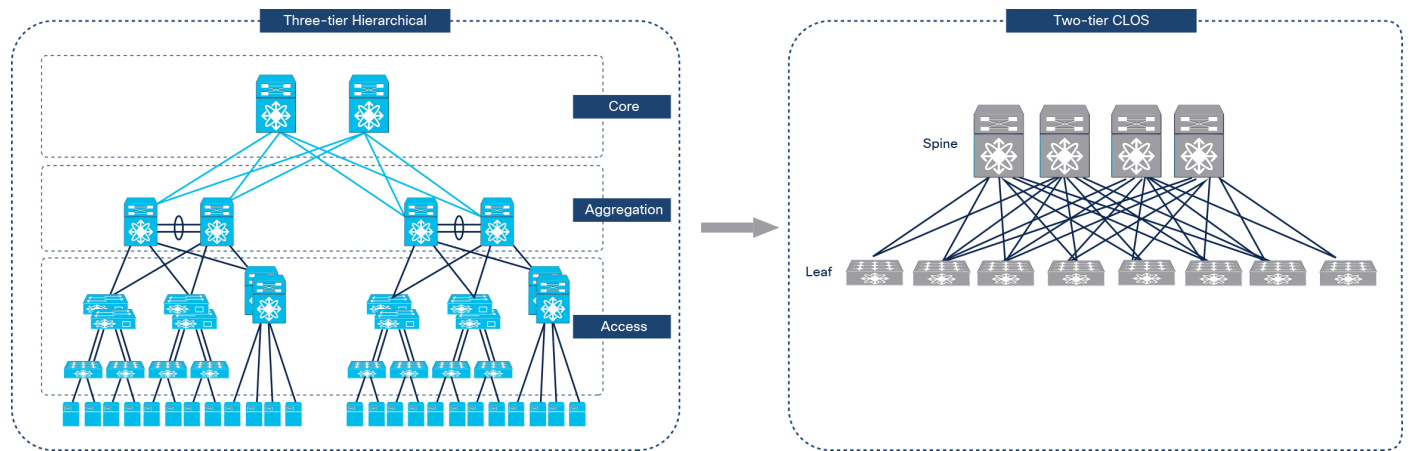 Three-tier Hierarchical
Core
Aggregation
Access
Two-tier CLOS
Spine
Leaf